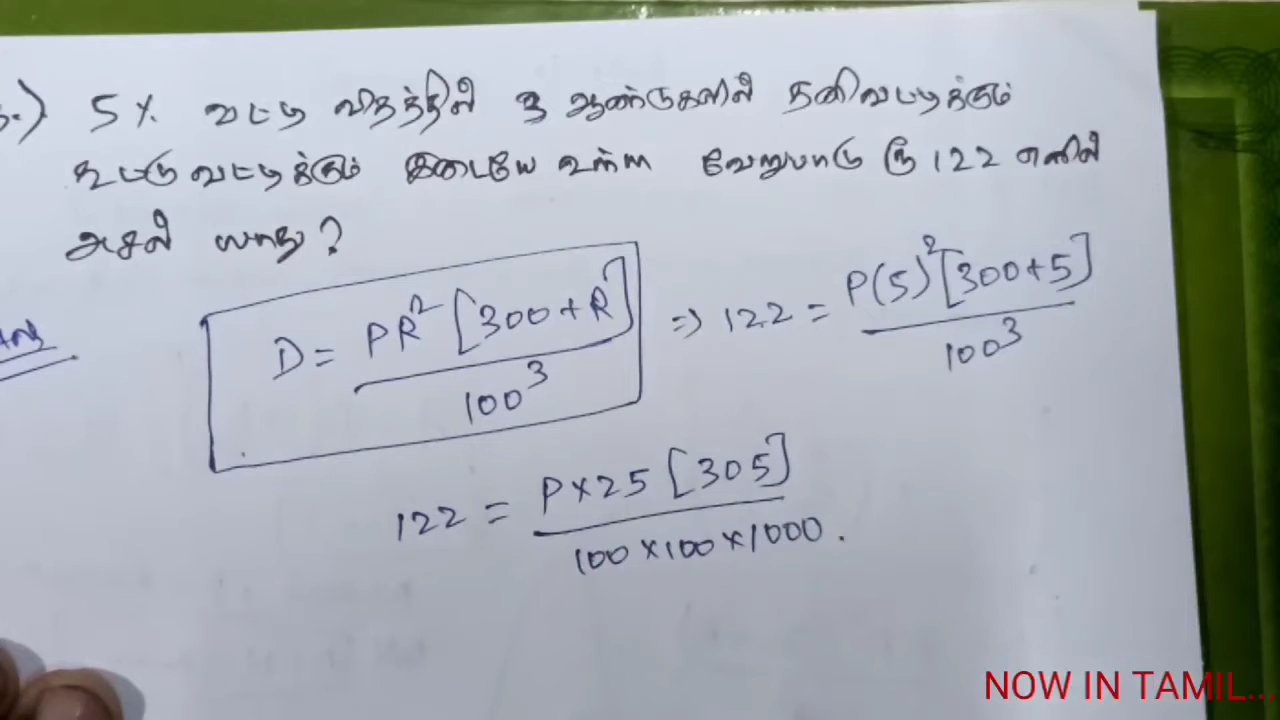 5 % வட்டி விதத்தில் 3 ஆண்டுகளில் தனிவட்டிக்கும்
கூட்டு வட்டிக்கும் இடையே உள்ள வேறுபாடு ரூ 122 எனில்
அசல் யாது?
Ans
D = PR² [300+R] / 100³ => 122 = P(5)² [300+5] / 100³
122 = P×25 [305] / 100×100×1000.
NOW IN TAMIL...